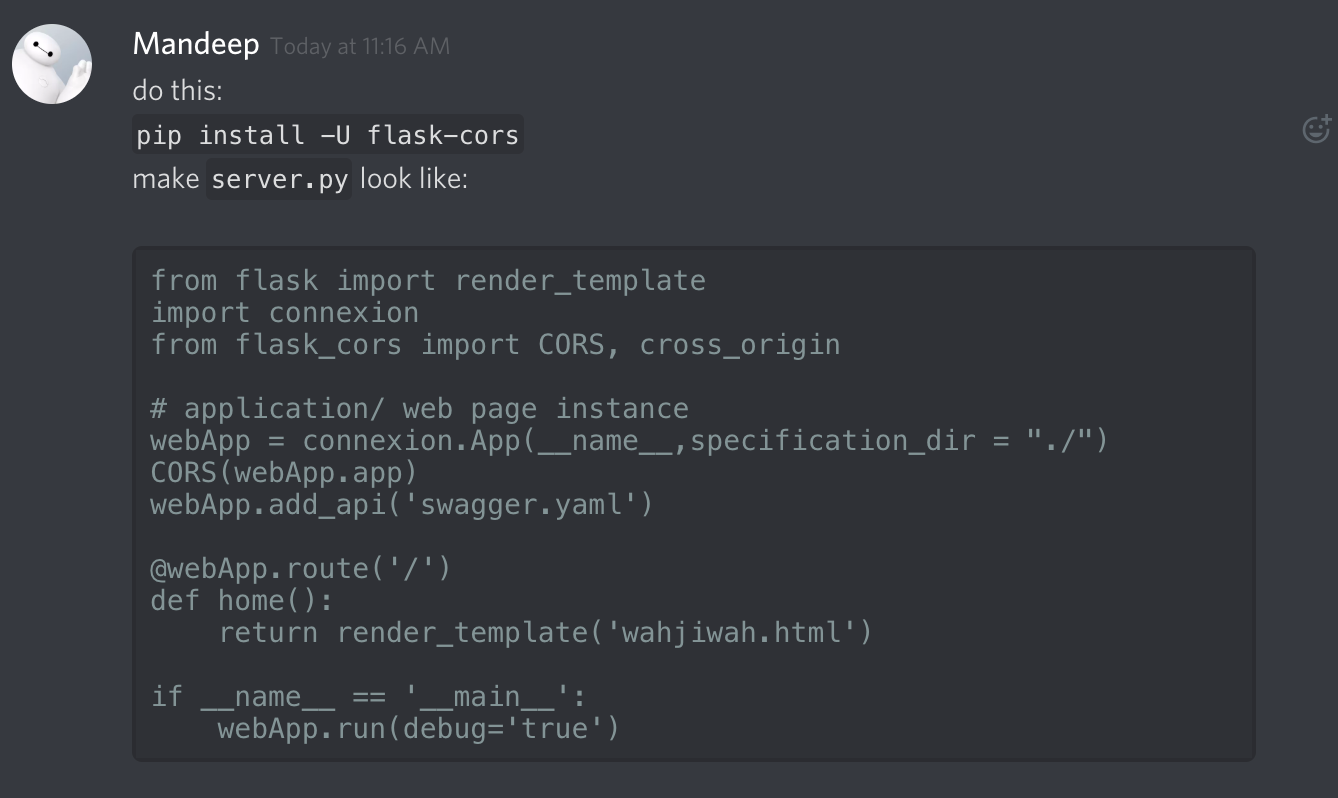 Mandeep Today at 11:16 AM
do this:
pip install -U flask-cors
make server.py look like:
from flask import render_template
import connexion
from flask_cors import CORS, cross_origin
# application/ web page instance
webApp = connexion.App(__name__,specification_dir = "./")
CORS(webApp.app)
webApp.add_api('swagger.yaml')
@webApp.route('/')
def home():
    return render_template('wahjiwah.html')
if __name__ == '__main__':
    webApp.run(debug='true')